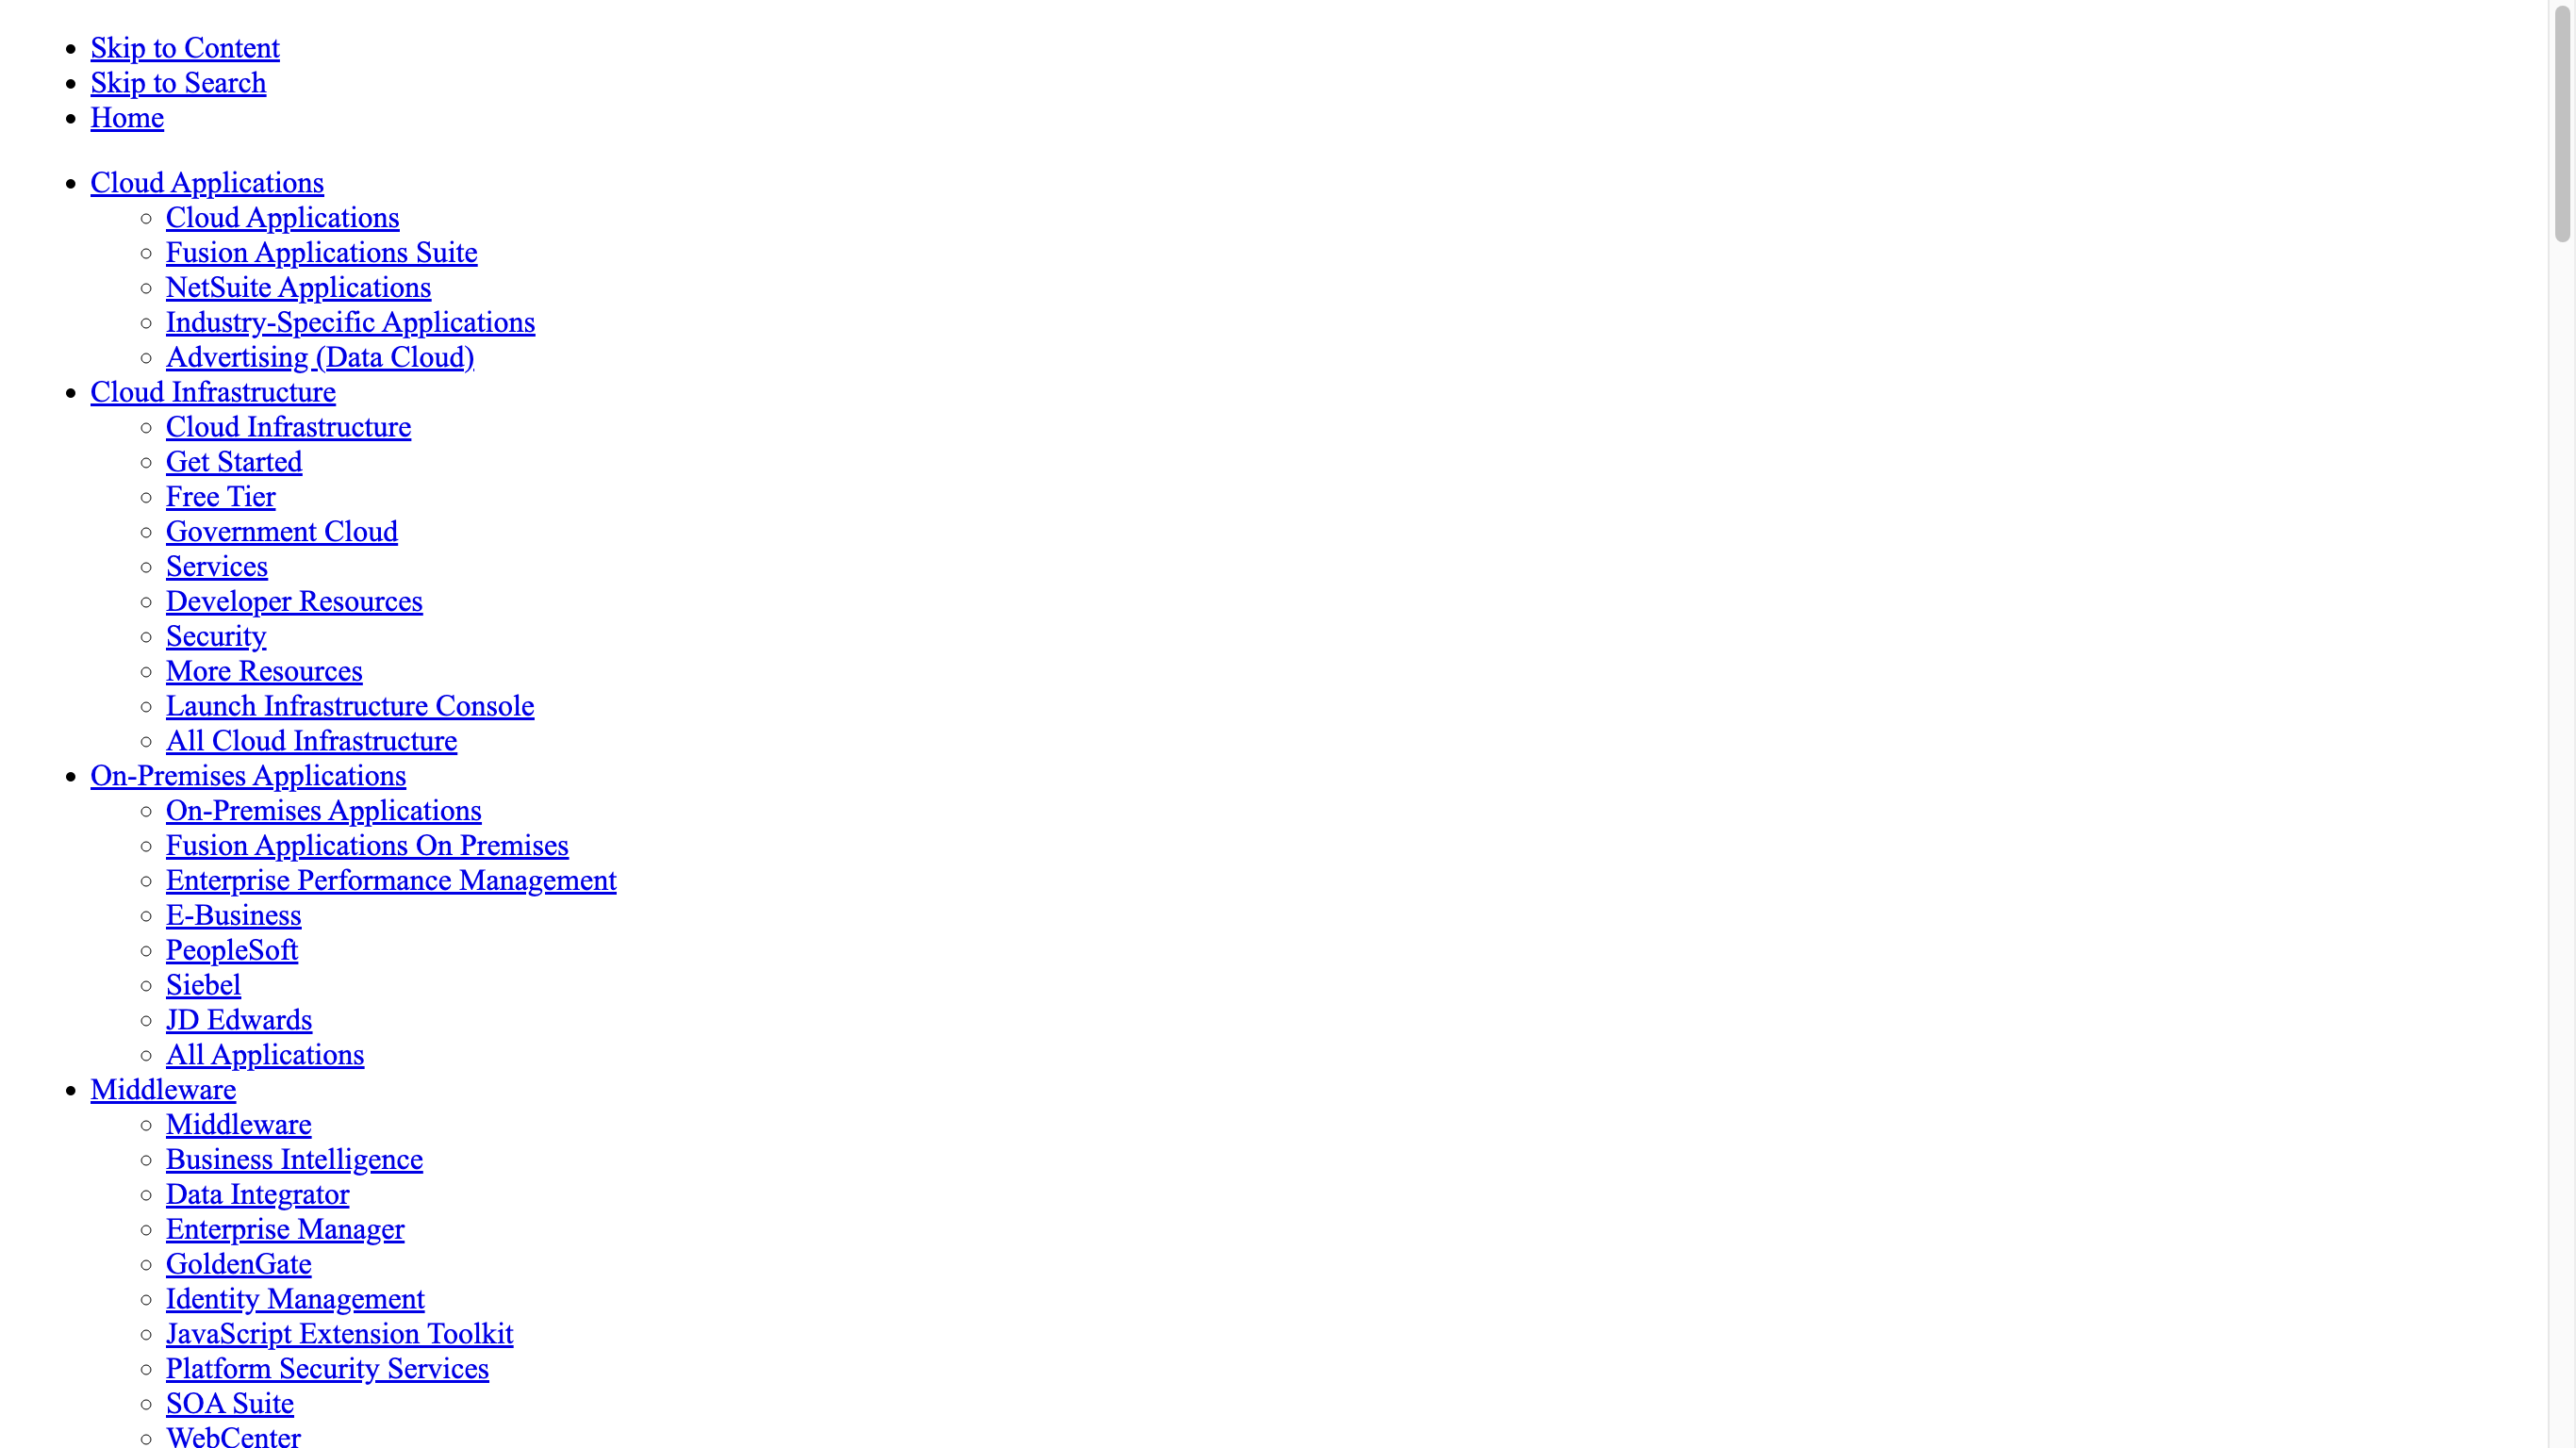 Skip to Content
Skip to Search
Home
Cloud Applications
Cloud Applications
Fusion Applications Suite
NetSuite Applications
Industry-Specific Applications
Advertising (Data Cloud)
Cloud Infrastructure
Cloud Infrastructure
Get Started
Free Tier
Government Cloud
Services
Developer Resources
Security
More Resources
Launch Infrastructure Console
All Cloud Infrastructure
On-Premises Applications
On-Premises Applications
Fusion Applications On Premises
Enterprise Performance Management
E-Business
PeopleSoft
Siebel
JD Edwards
All Applications
Middleware
Middleware
Business Intelligence
Data Integrator
Enterprise Manager
GoldenGate
Identity Management
JavaScript Extension Toolkit
Platform Security Services
SOA Suite
WebCenter